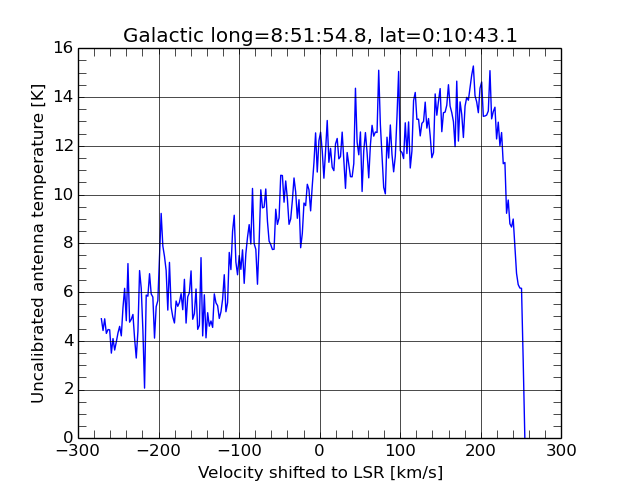 Galactic long=8:51:54.8, lat=0:10:43.1
16
14
12
10
8
6
4
2
0
Uncalibrated antenna temperature [K]
−300 −200 −100 0 100 200 300
Velocity shifted to LSR [km/s]